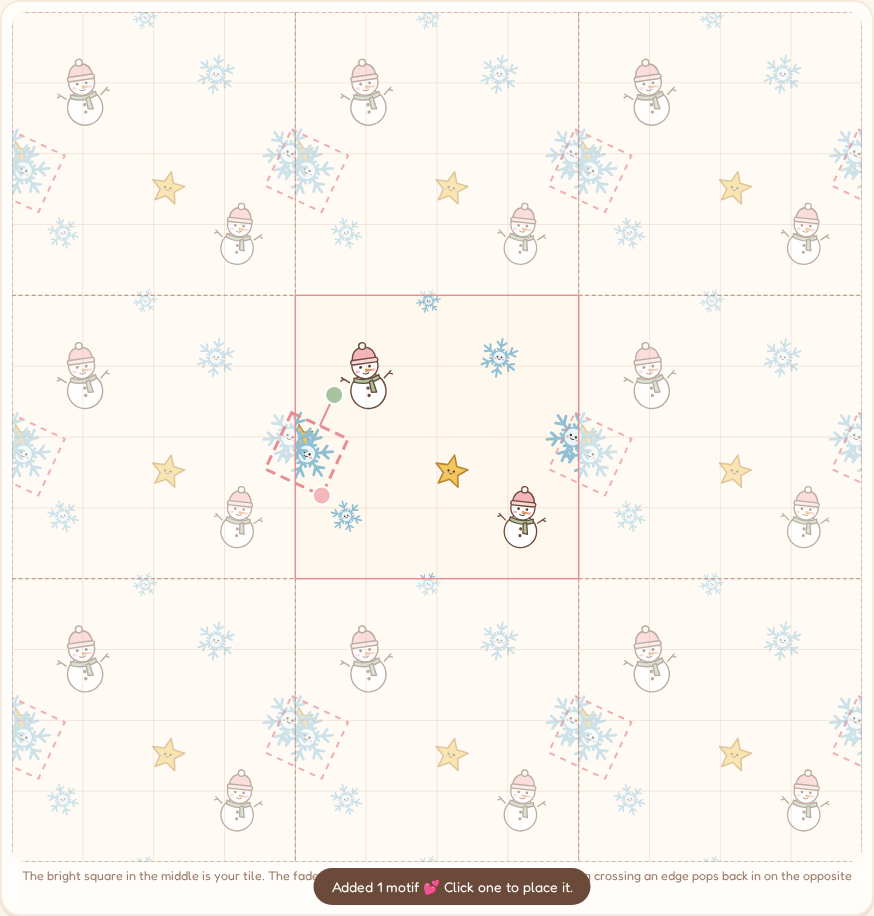 The bright square in the middle is your tile. The fade
crossing an edge pops back in on the opposite
Added 1 motif 💕 Click one to place it.